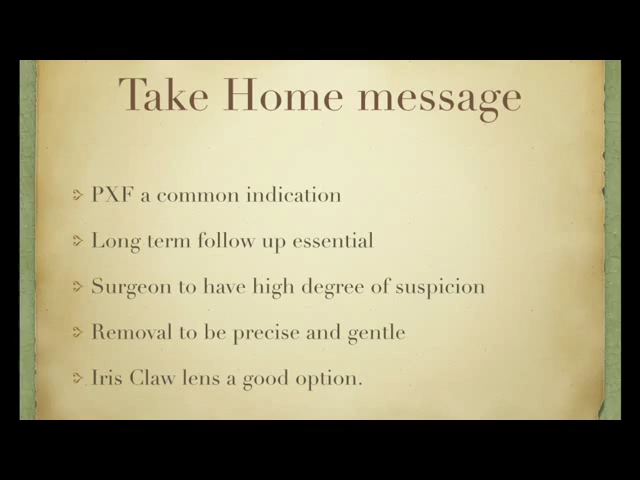 Take Home message
PXF a common indication
Long term follow up essential
Surgeon to have high degree of suspicion
Removal to be precise and gentle
Iris Claw lens a good option.